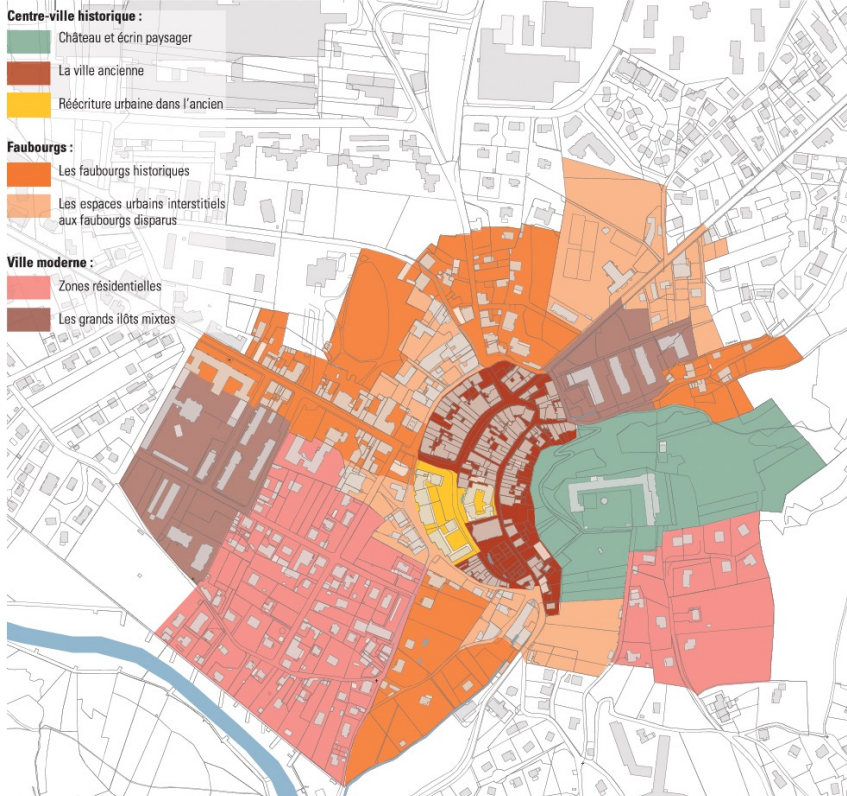 Centre-ville historique :
Château et écrin paysager
La ville ancienne
Réécriture urbaine dans l'ancien
Faubourgs :
Les faubourgs historiques
Les espaces urbains interstitiels
aux faubourgs disparus
Ville moderne :
Zones résidentielles
Les grands ilôts mixtes